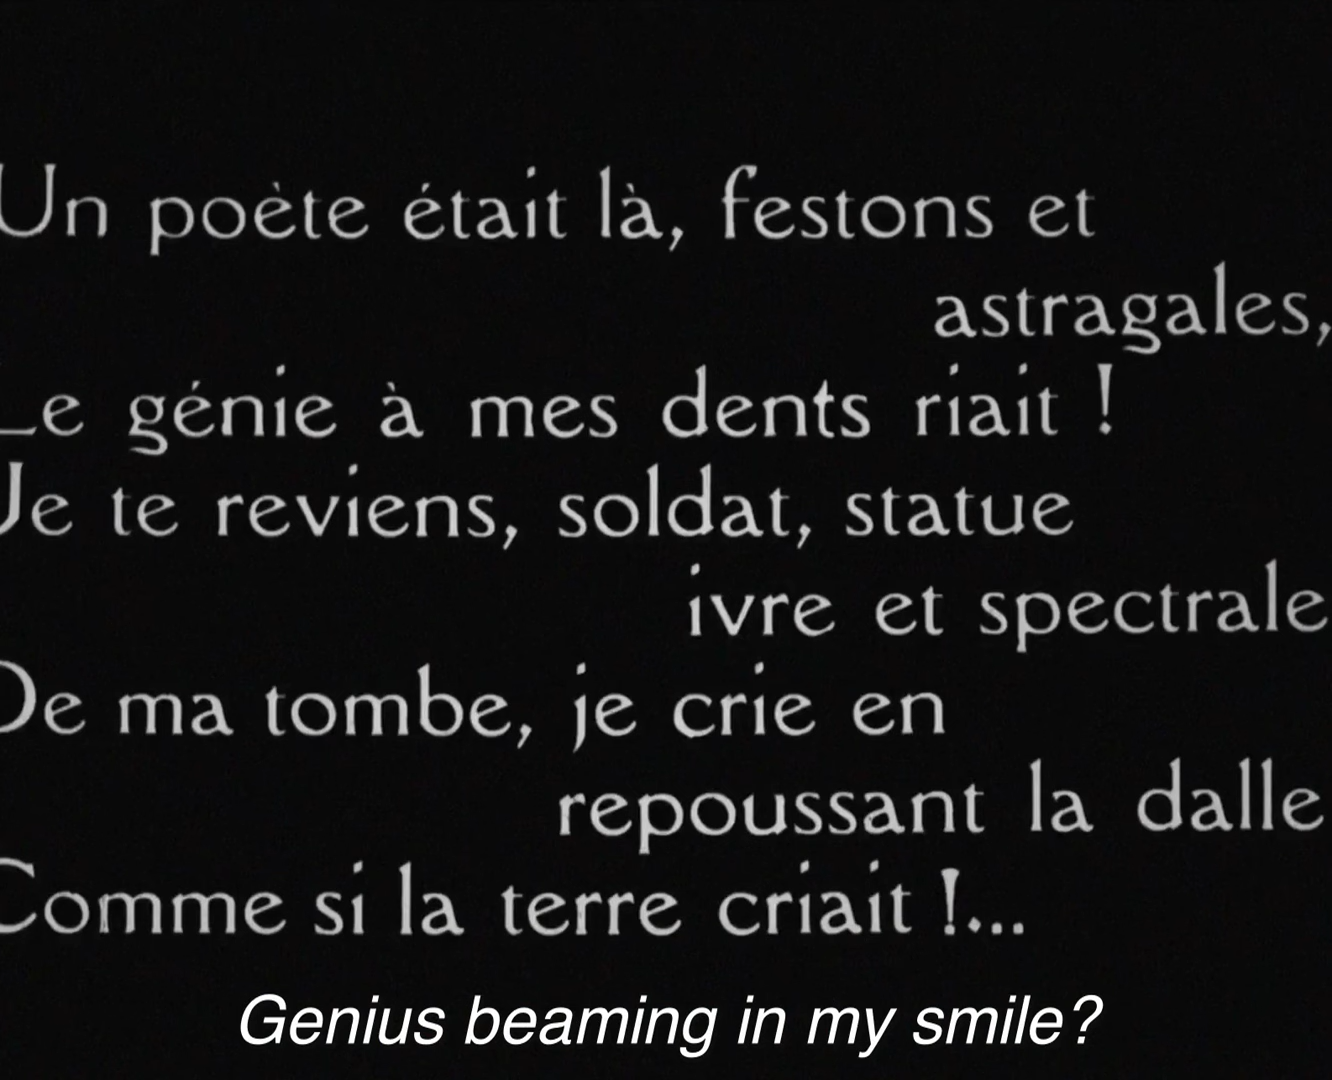 Un poète était là, festons et
astragales,
Le génie à mes dents riait !
Je te reviens, soldat, statue
ivre et spectrale
De ma tombe, je crie en
repoussant la dalle
Comme si la terre criait !...
Genius beaming in my smile?